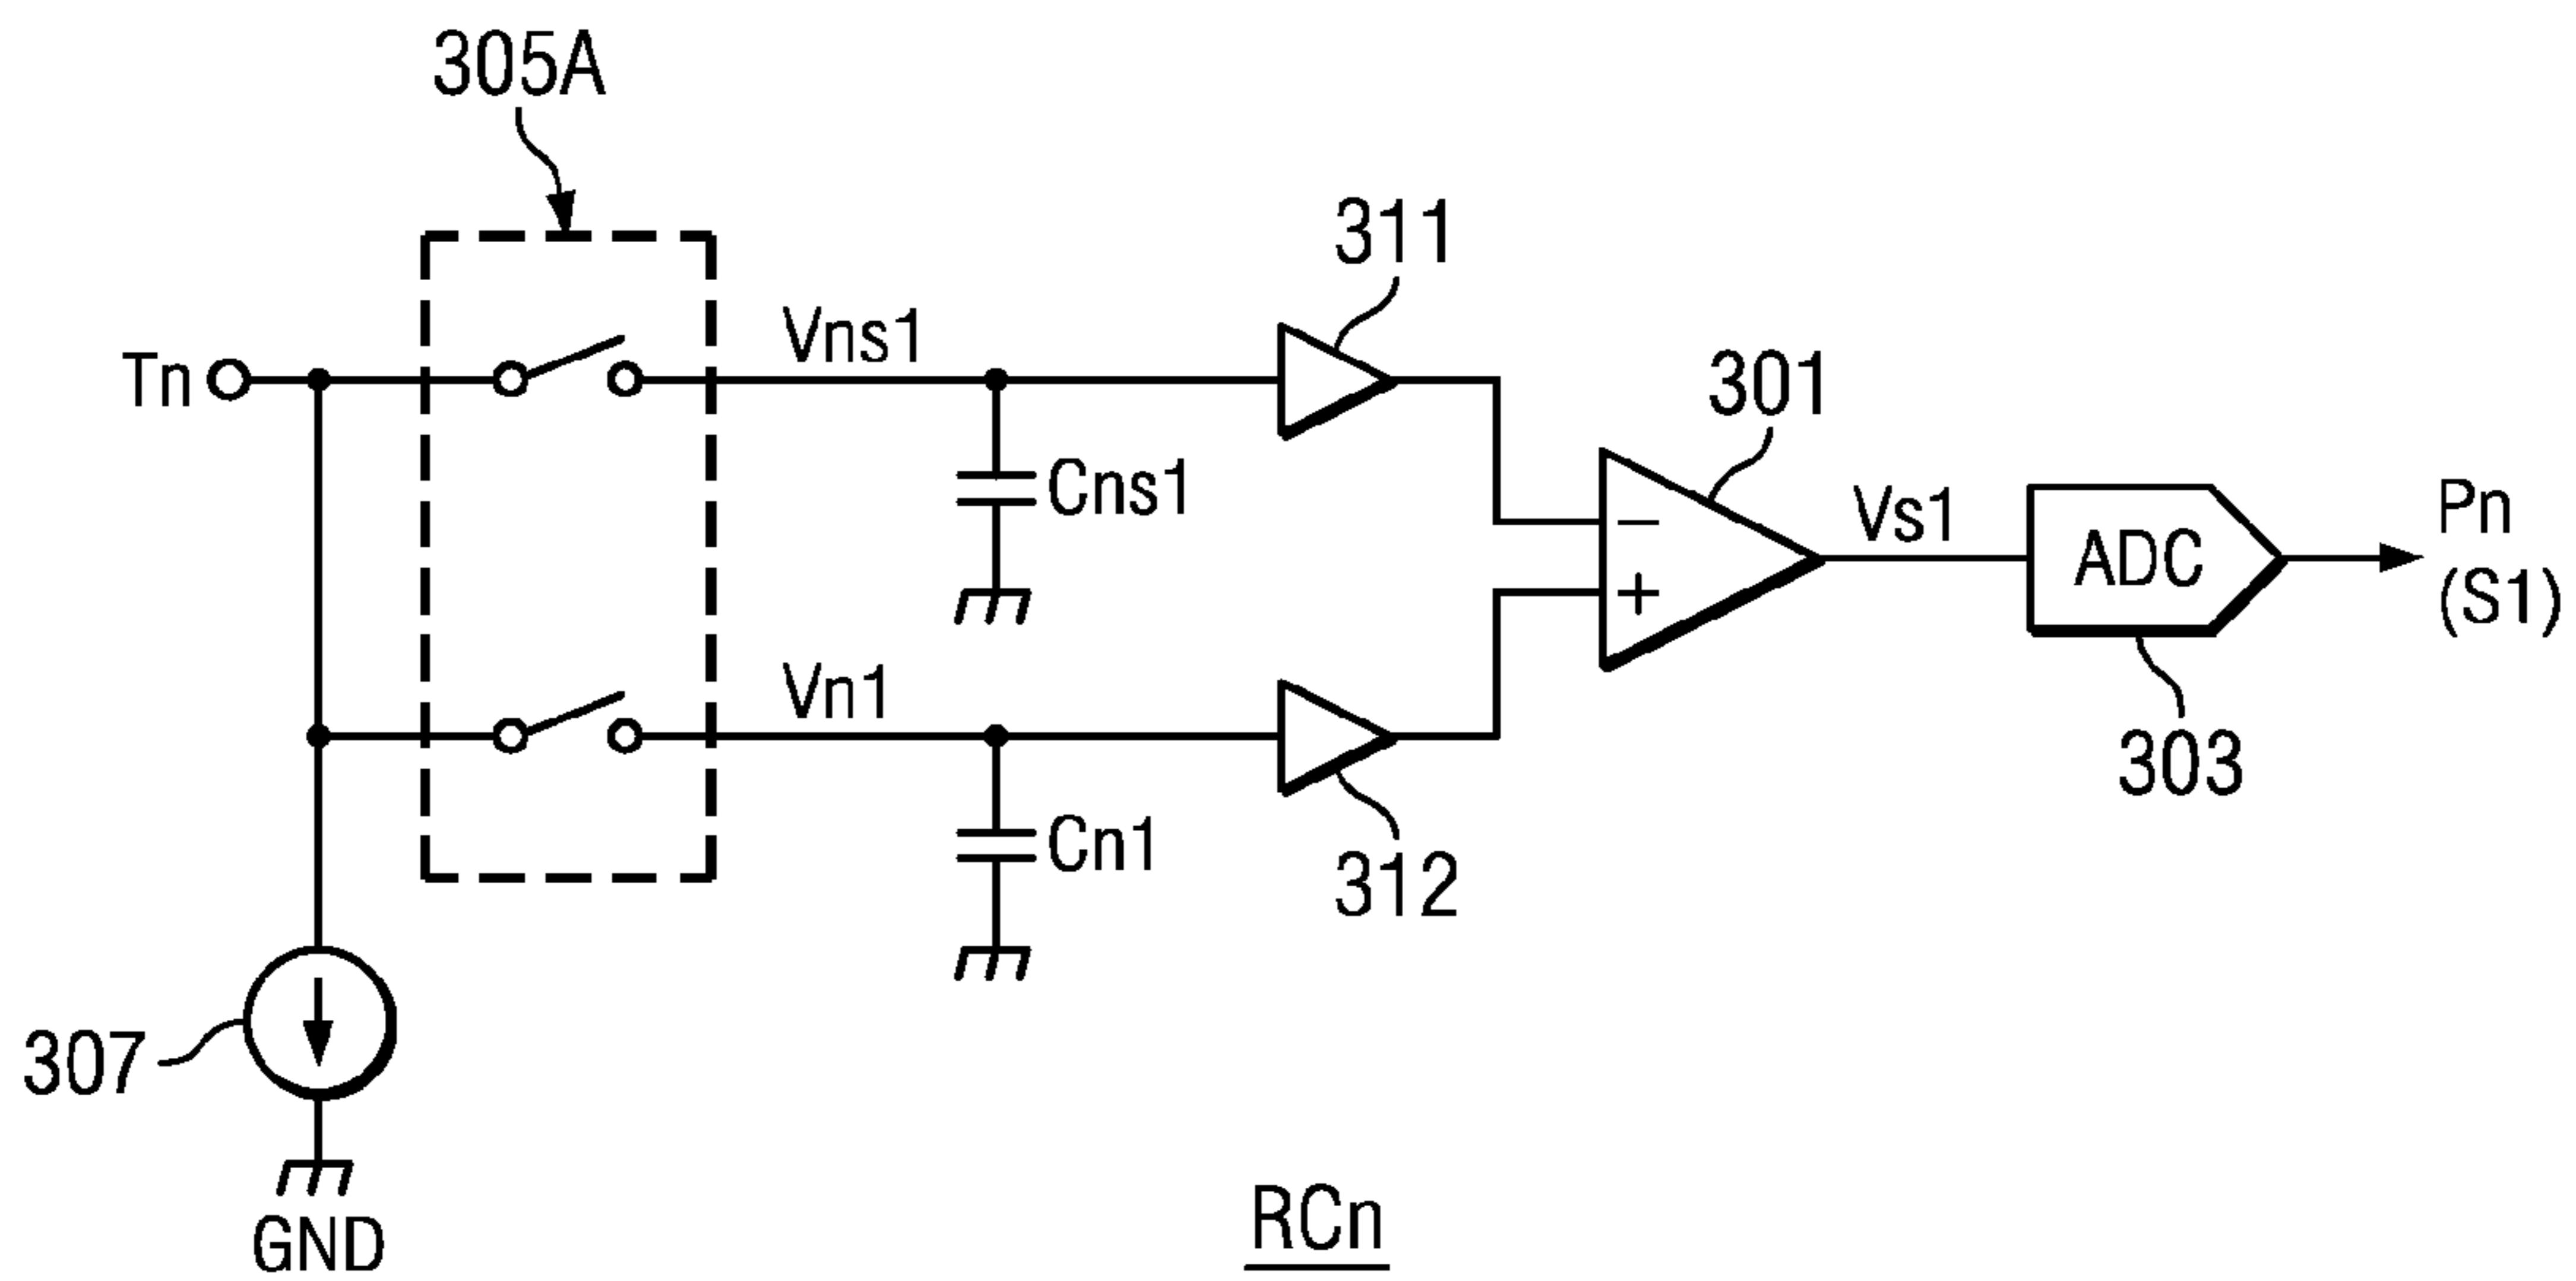 305A
311
Vns1
Tn
301
Cns1
Vs1
ADC
Pn
(S1)
−
+
Vn1
303
Cn1
312
307
GND
RCn